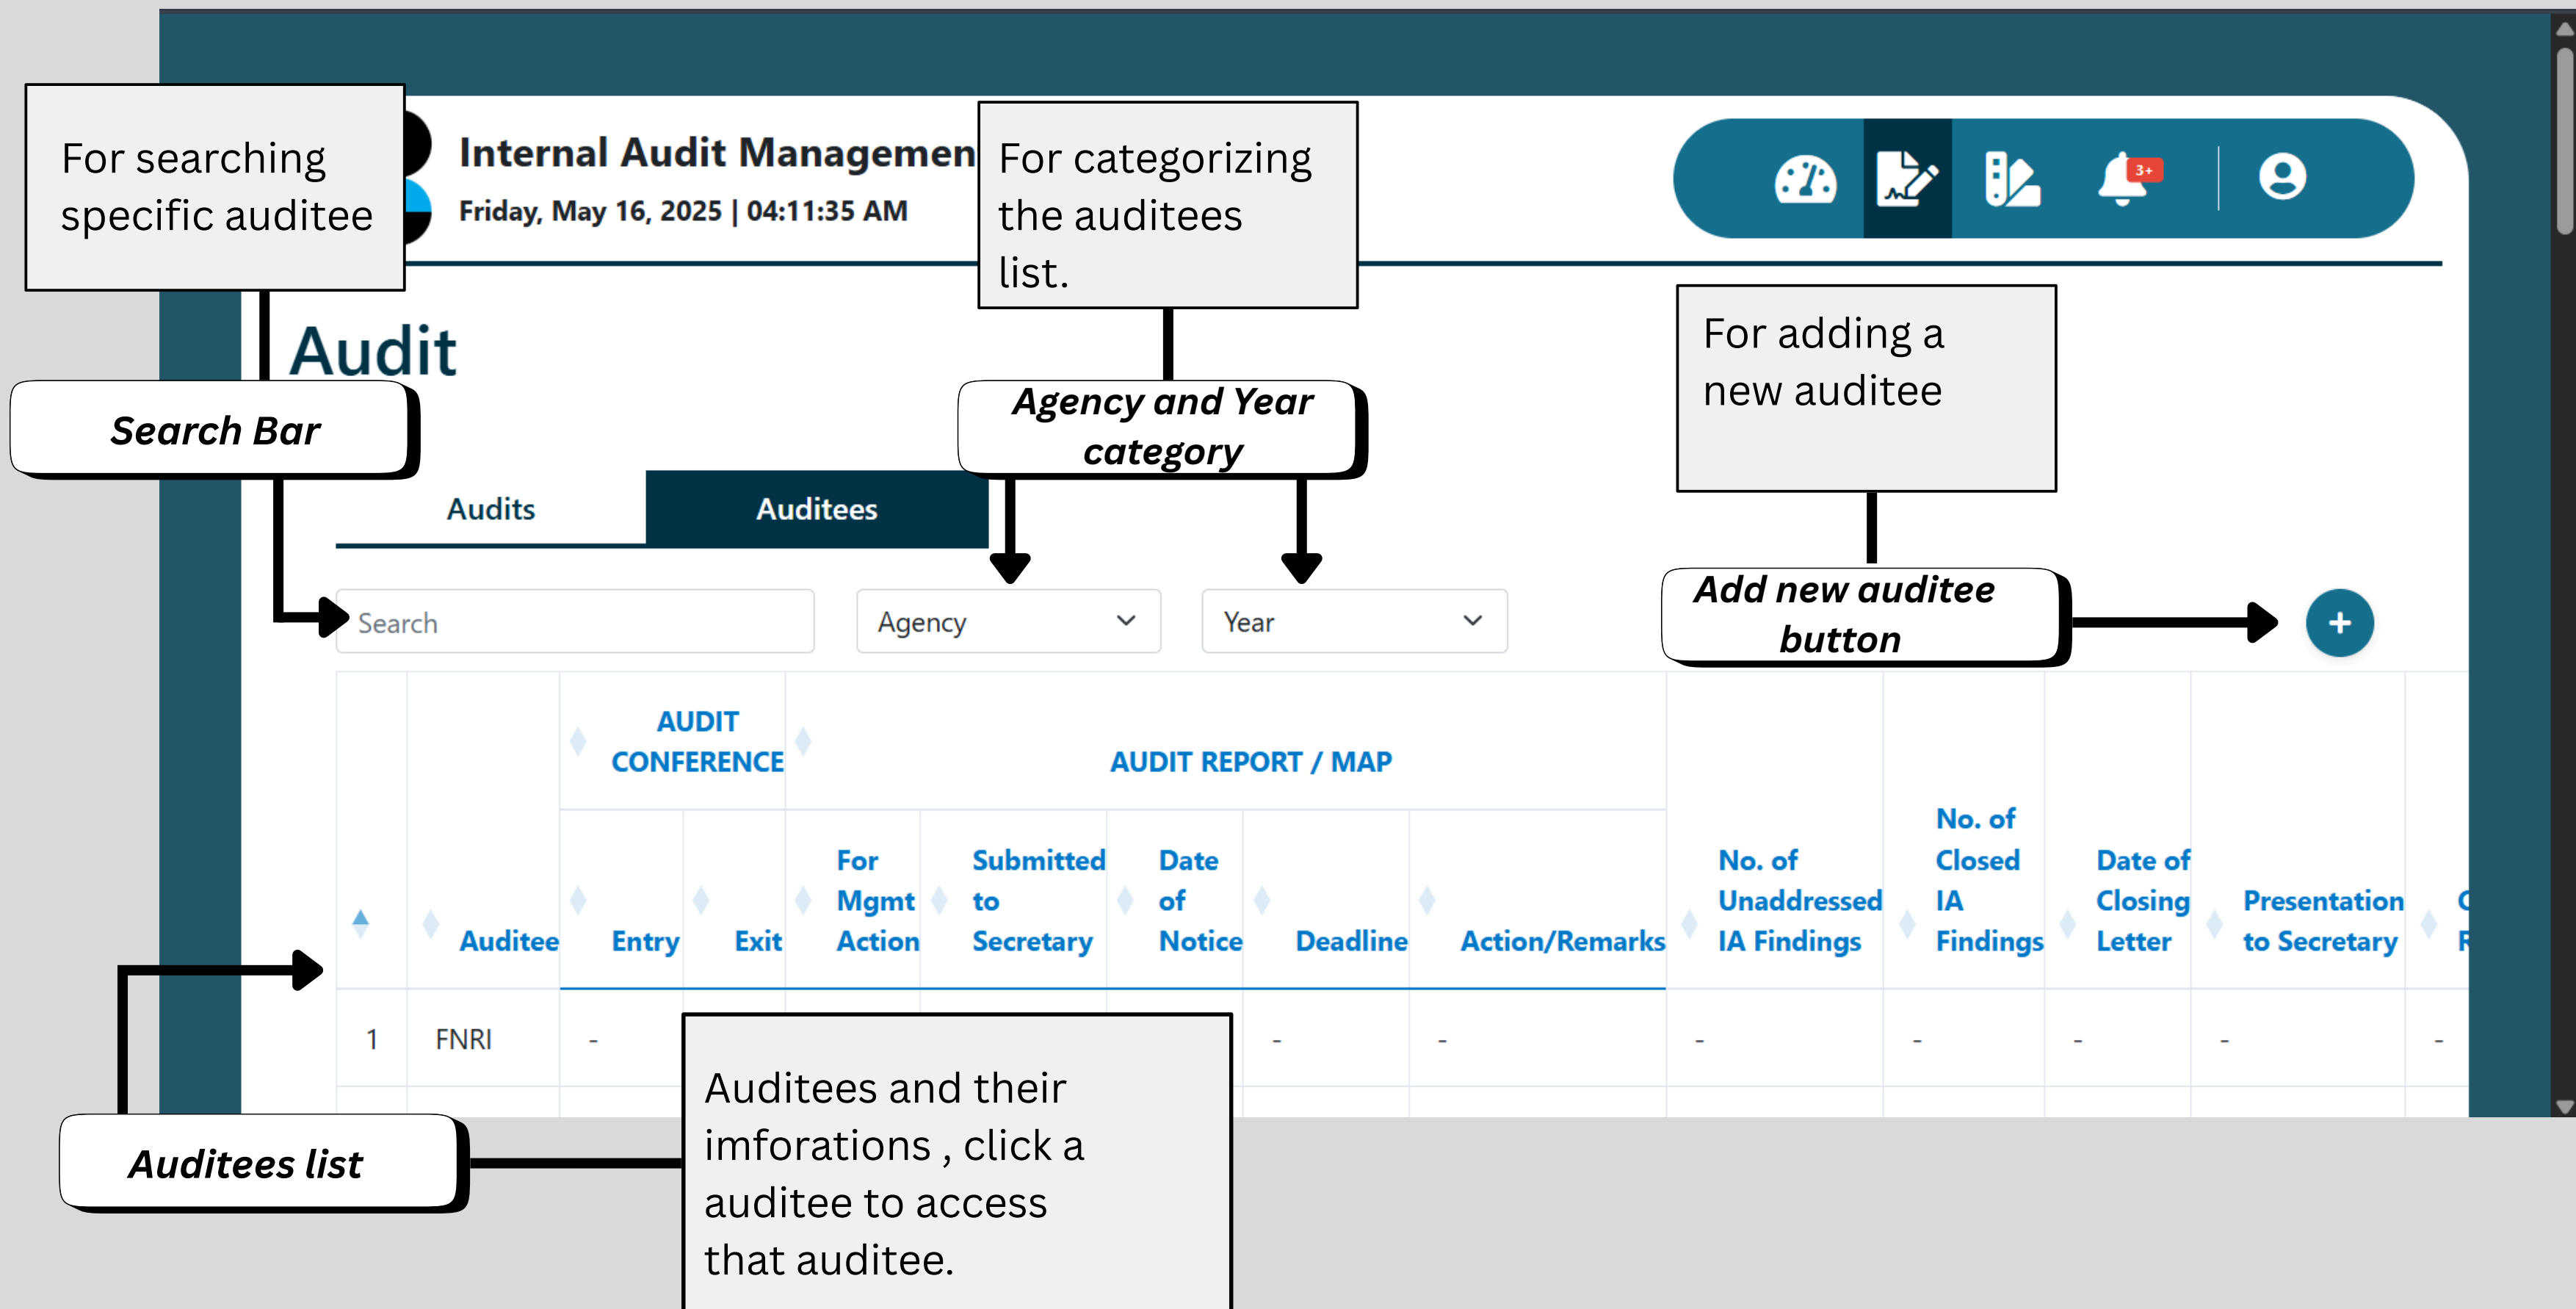 For searching
specific auditee
Internal Audit Managemen
Friday, May 16, 2025 | 04:11:35 AM
For categorizing
the auditees
list.
3+
For adding a
new auditee
Audit
Search Bar
Agency and Year
category
Audits
Auditees
Add new auditee
button
Search
Agency
Year
+
AUDIT
CONFERENCE
AUDIT REPORT / MAP
Auditee
Entry
Exit
For
Mgmt
Action
Submitted
to
Secretary
Date
of
Notice
Deadline
Action/Remarks
No. of
Unaddressed
IA Findings
No. of
Closed
IA
Findings
Date of
Closing
Letter
Presentation
to Secretary
1 FNRI - - - - - - - -
Auditees list
Auditees and their
imforations , click a
auditee to access
that auditee.